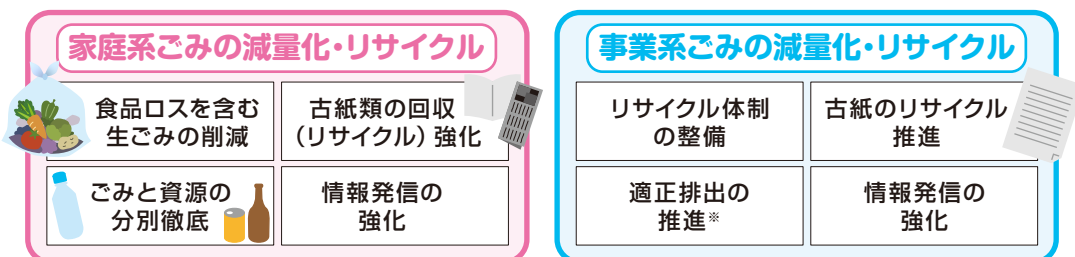 家庭系ごみの減量化・リサイクル
食品ロスを含む
生ごみの削減
古紙類の回収
(リサイクル)強化
ごみと資源の
分別徹底
情報発信の
強化
事業系ごみの減量化・リサイクル
リサイクル体制
の整備
古紙のリサイクル
推進
適正排出の
推進※
情報発信の
強化